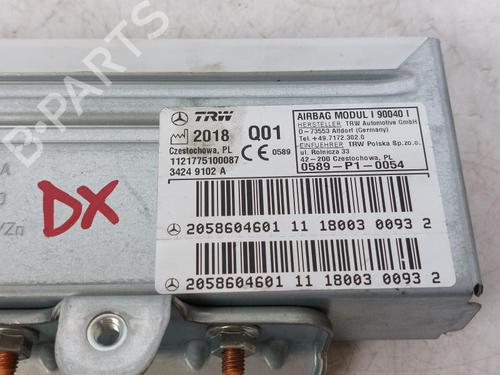 TRW
2018 Q01
Czestochowa, PL
1121775100087
0589
3424 9102 A
AIRBAG MODUL I 90040 I
HERSTELLER TRW Automotive GmbH
D-73553 Alfdorf (Germany)
Tel.+49.7172.302.0
EINFUEHRER TRW Polska Sp.zo.o.
ul. Rolnicza 33
42-200 Czestochowa, PL
0589-P1-0054
2058604601 11 18003 0093 2
2058604601 11 18003 0093 2
DX
A
/Zn
B-PARTS